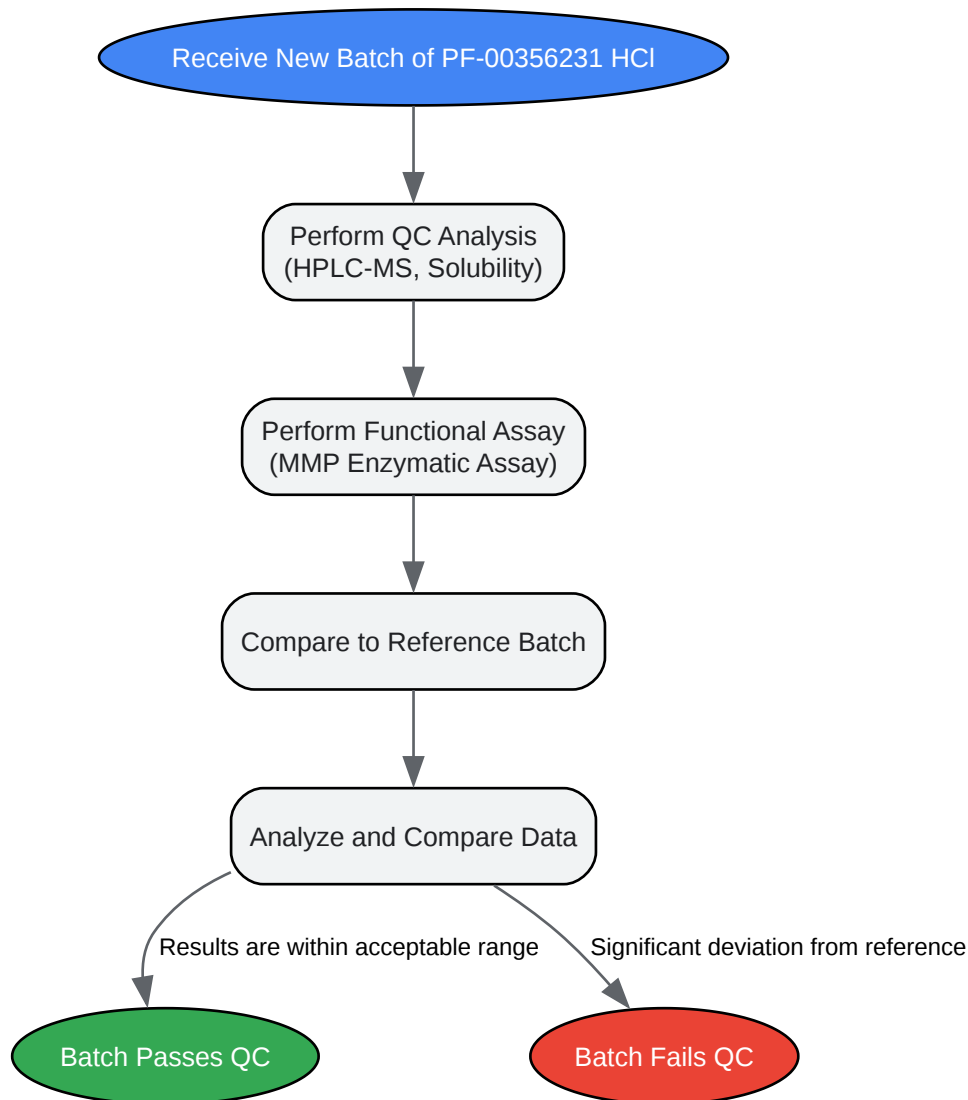 Receive New Batch of PF-00356231 HCl
Perform QC Analysis
(HPLC-MS, Solubility)
Perform Functional Assay
(MMP Enzymatic Assay)
Compare to Reference Batch
Analyze and Compare Data
Results are within acceptable range
Significant deviation from reference
Batch Passes QC
Batch Fails QC